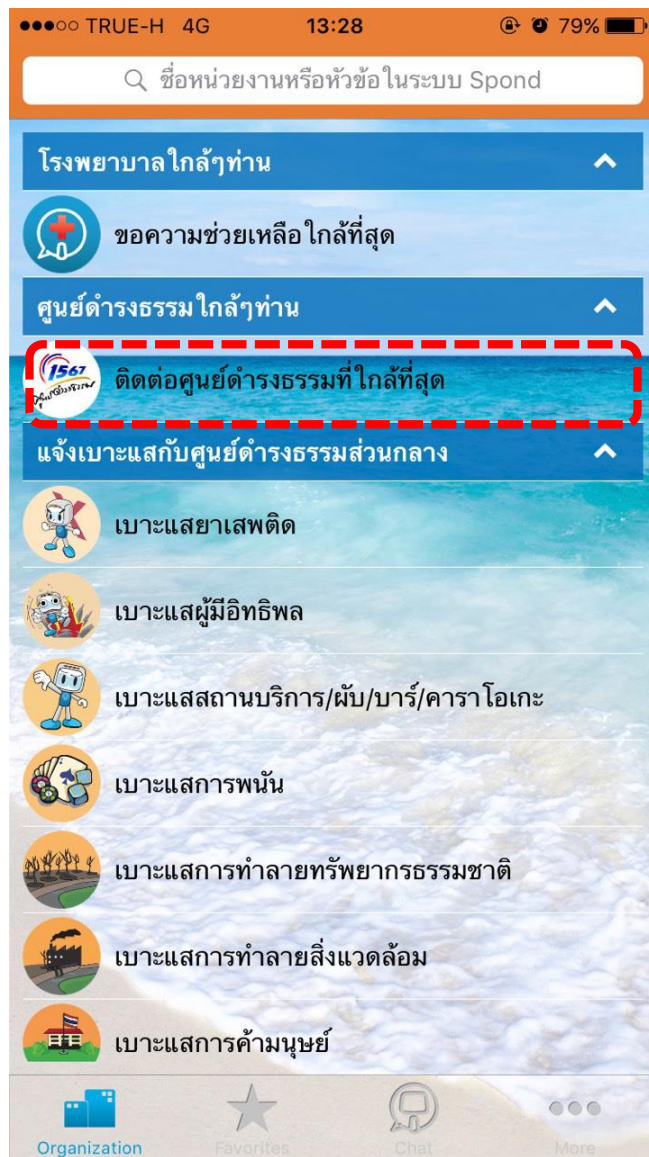 TRUE-H 4G 13:28 79%
ชื่อหน่วยงานหรือหัวข้อในระบบ Spond
โรงพยาบาลใกล้ๆท่าน
ขอความช่วยเหลือใกล้ที่สุด
ศูนย์ดำรงธรรมใกล้ๆท่าน
1567
ศูนย์ดำรงธรรม
ติดต่อศูนย์ดำรงธรรมที่ใกล้ที่สุด
แจ้งเบาะแสกับศูนย์ดำรงธรรมส่วนกลาง
เบาะแสยาเสพติด
เบาะแสผู้มีอิทธิพล
เบาะแสสถานบริการ/ผับ/บาร์/คาราโอเกะ
เบาะแสการพนัน
เบาะแสการทำลายทรัพยากรธรรมชาติ
เบาะแสการทำลายสิ่งแวดล้อม
เบาะแสการค้ามนุษย์
Organization Favorites Chat More